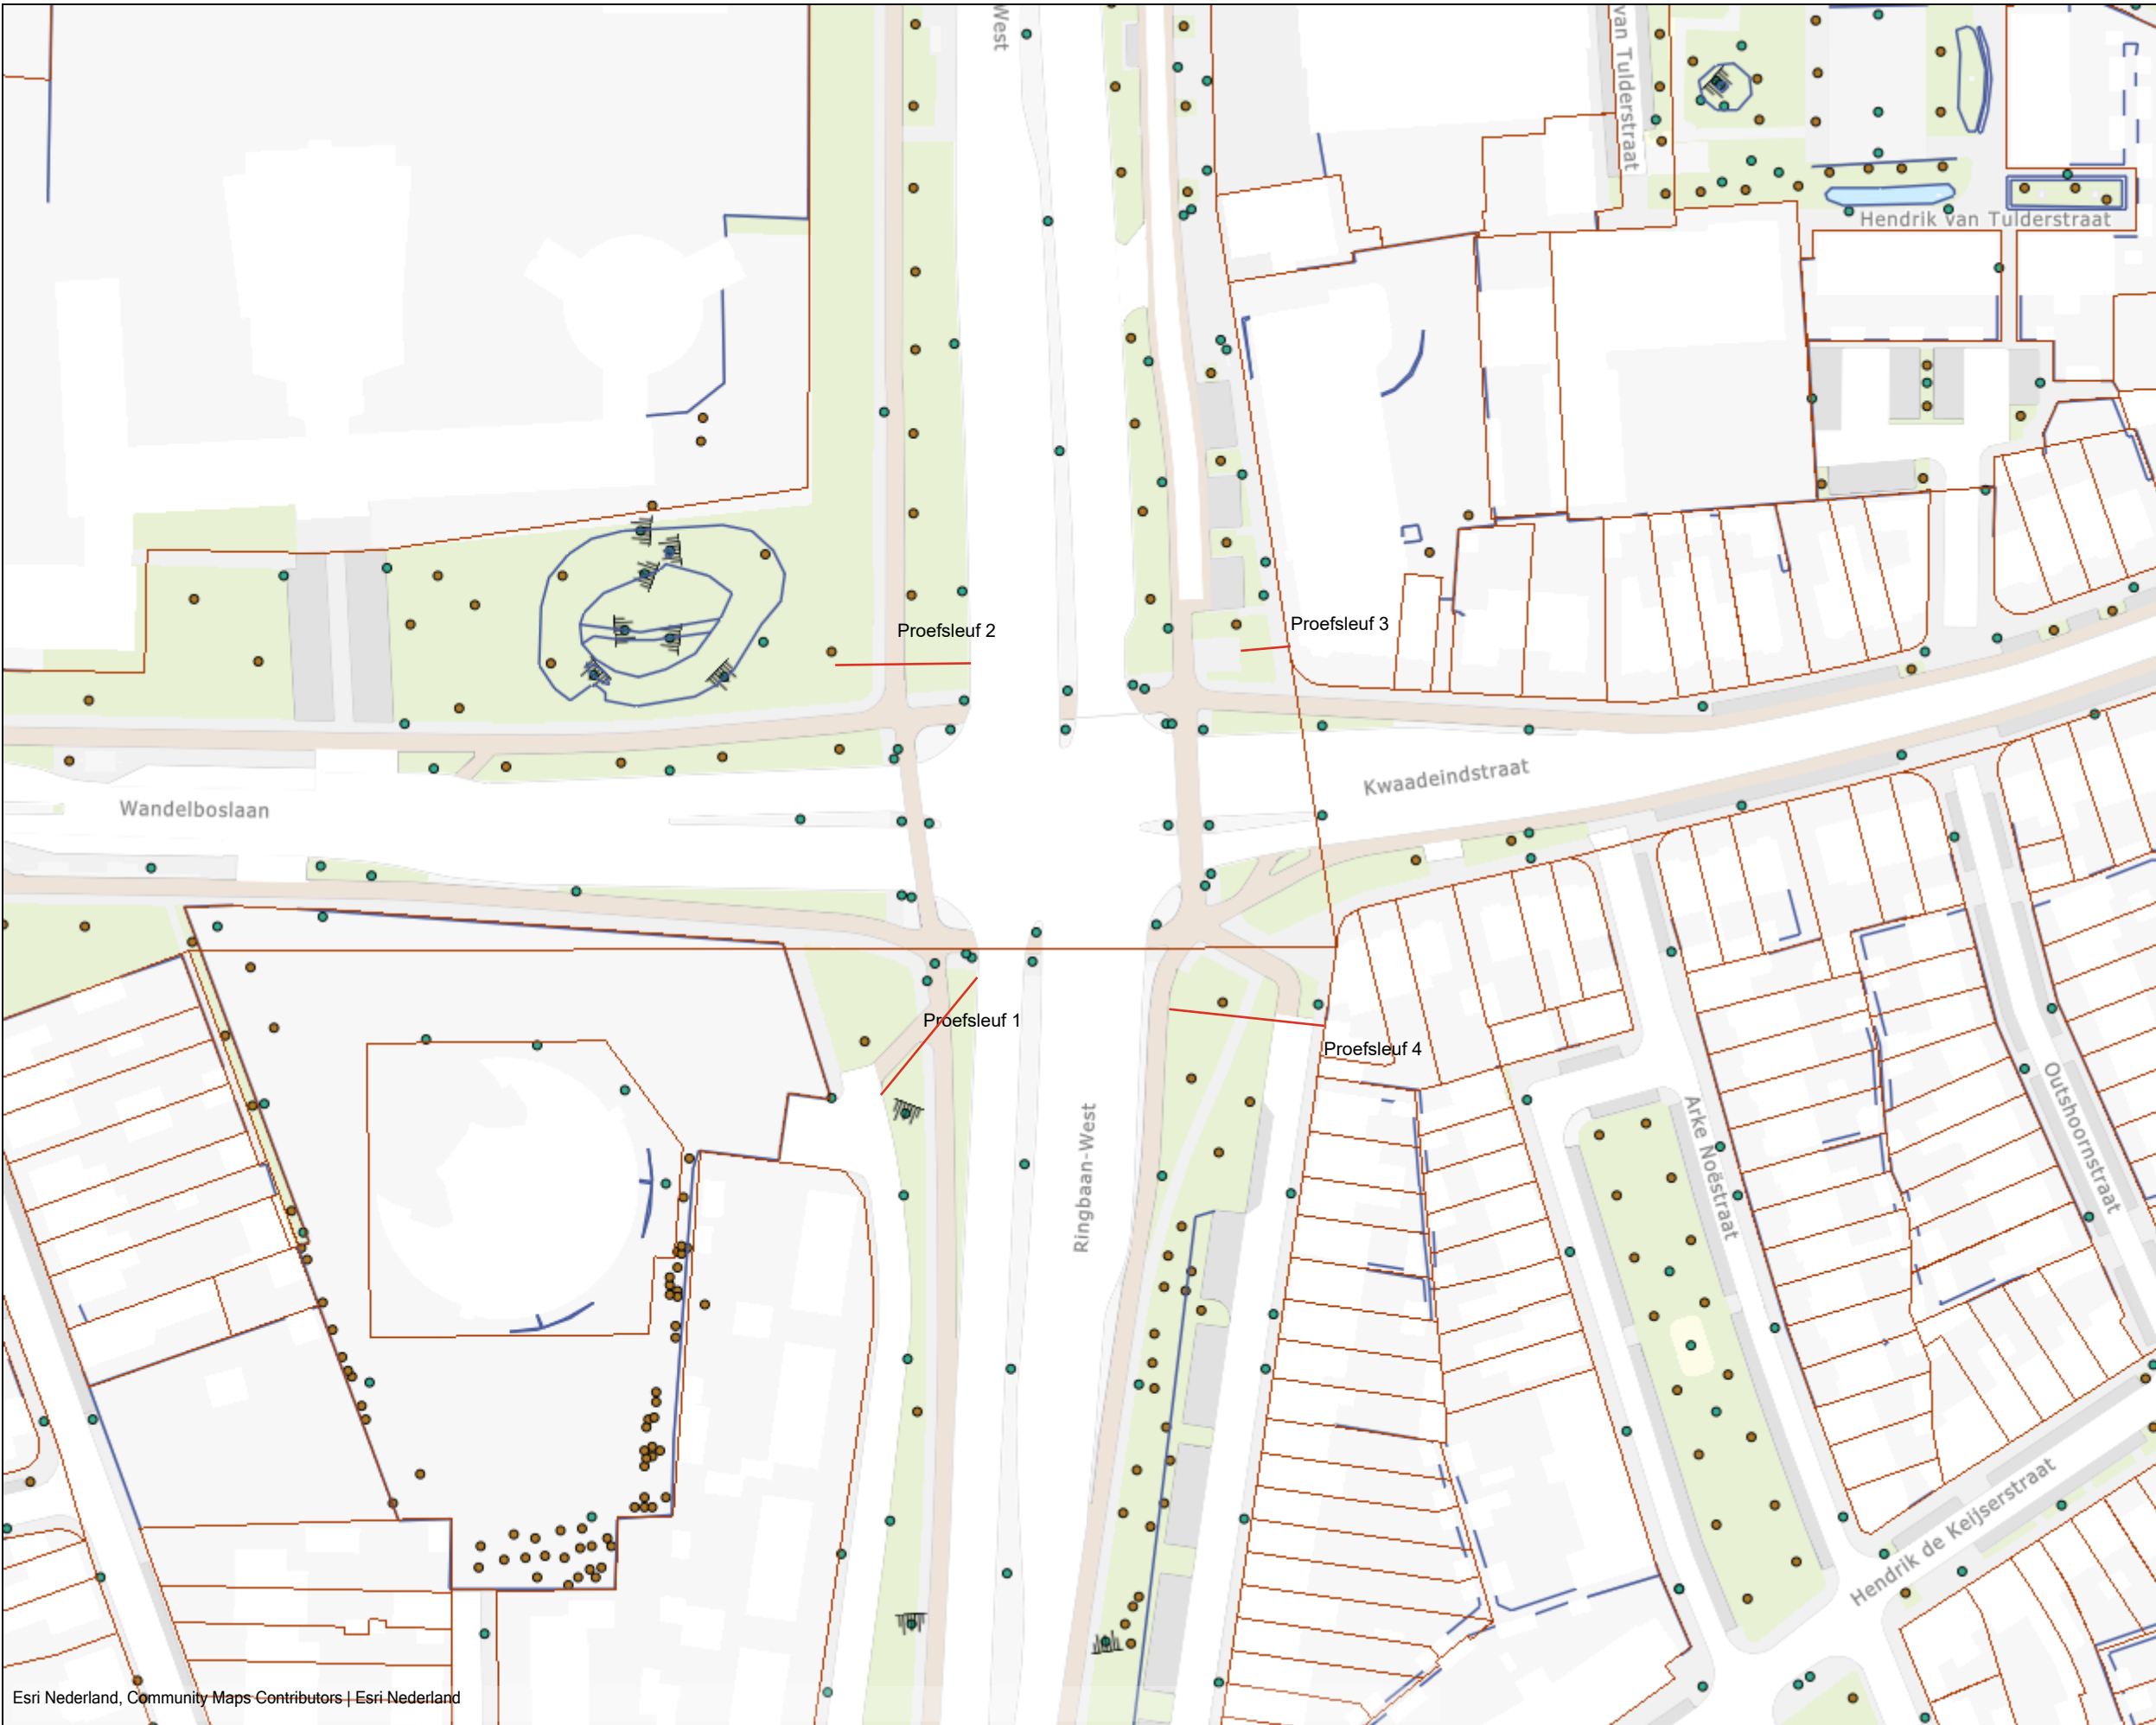 West
van Tulderstraat
Hendrik van Tulderstraat
Proefsleuf 2
Proefsleuf 3
Kwaadeindstraat
Wandelboslaan
Proefsleuf 1
Proefsleuf 4
Ringbaan-West
Arke Noëstraat
Outshoornstraat
Hendrik de Keijserstraat
Esri Nederland, Community Maps Contributors | Esri Nederland